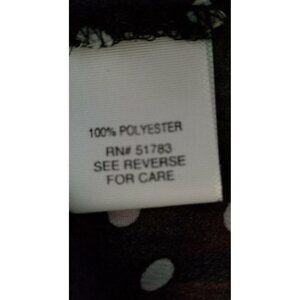 100% POLYESTER
RN# 51783
SEE REVERSE
FOR CARE